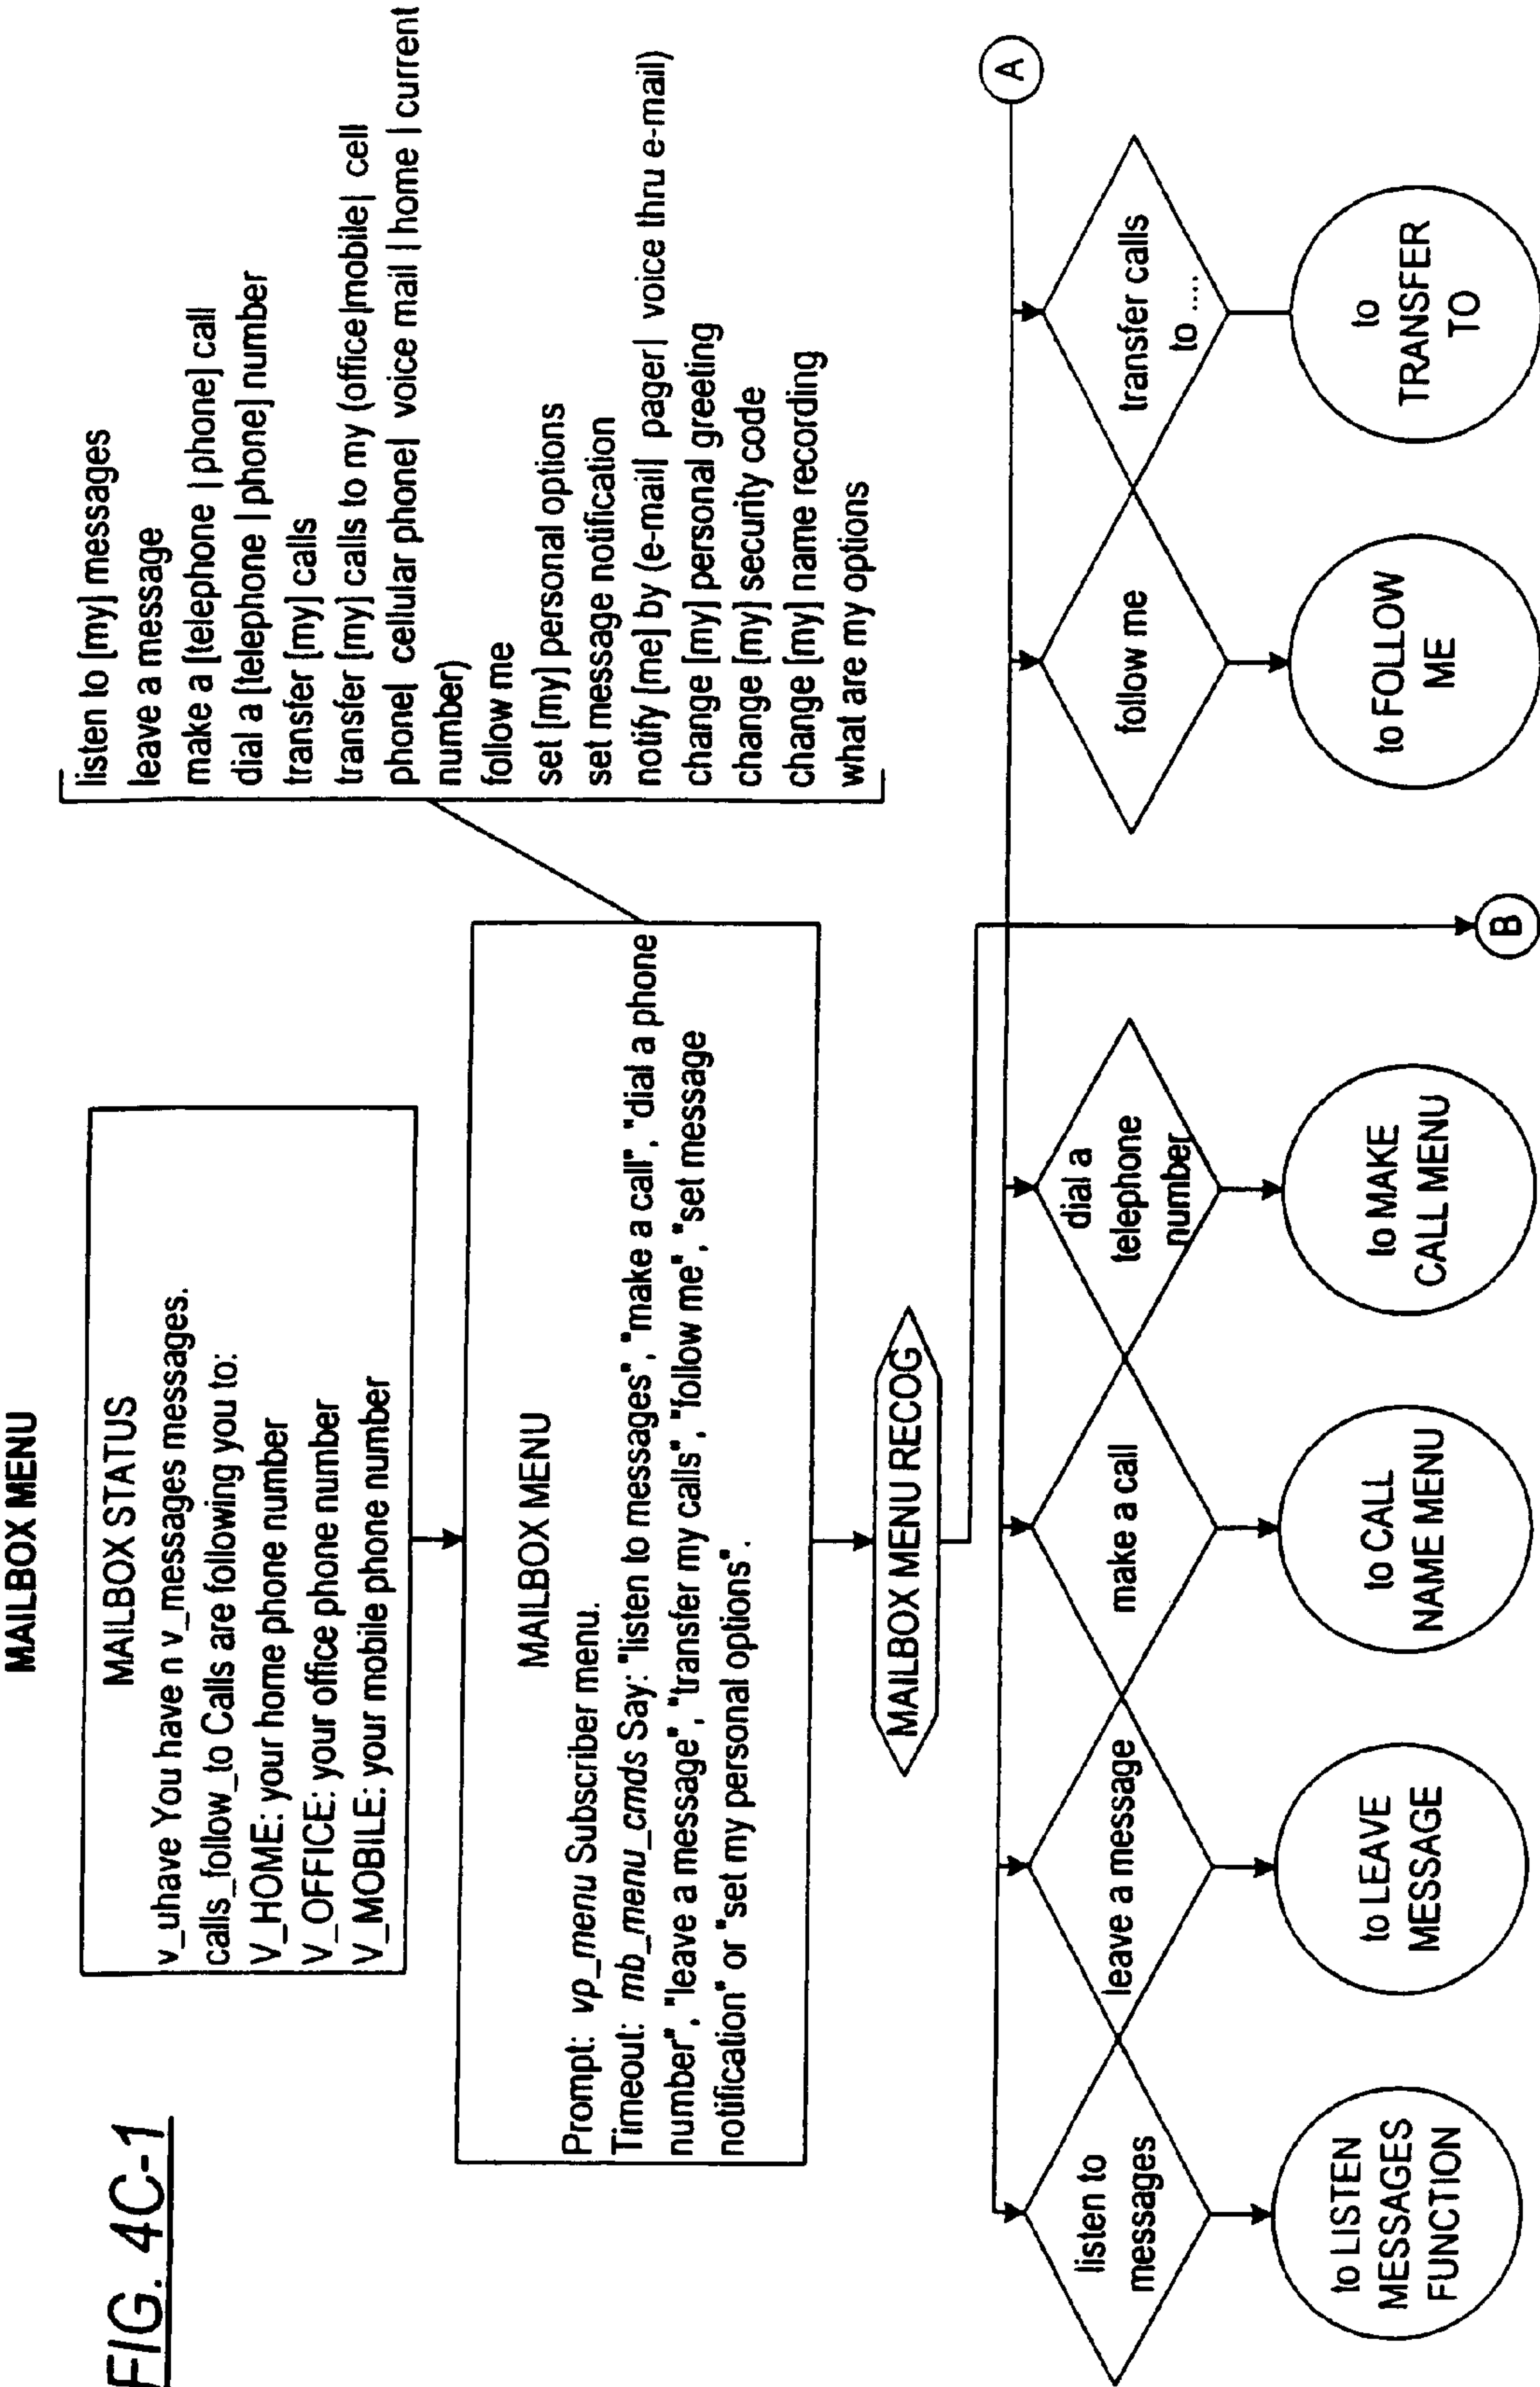 FIG. 4C-1
MAILBOX MENU
MAILBOX STATUS
v_uhave You have n v_messages messages.
calls_follow_to Calls are following you to:
V_HOME: your home phone number
V_OFFICE: your office phone number
V_MOBILE: your mobile phone number
MAILBOX MENU
Prompt: vp_menu Subscriber menu.
Timeout: mb_menu_cmds Say: "listen to messages", "make a call", "dial a phone
number", "leave a message", "transfer my calls", "follow me", "set message
notification" or "set my personal options".
listen to [my] messages
leave a message
make a [telephone | phone] call
dial a [telephone | phone] number
transfer [my] calls
transfer [my] calls to my (office|mobile| cell
phone| cellular phone| voice mail | home | current
number)
follow me
set [my] personal options
set message notification
notify [me] by (e-mail| pager| voice thru e-mail)
change [my] personal greeting
change [my] security code
change [my] name recording
what are my options
MAILBOX MENU RECOG
A
listen to
messages
leave a message
make a call
dial a
telephone
number
follow me
transfer calls
to ....
to LISTEN
MESSAGES
FUNCTION
to LEAVE
MESSAGE
to CALL
NAME MENU
to MAKE
CALL MENU
B
to FOLLOW
ME
to
TRANSFER
TO